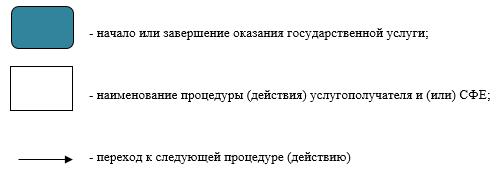 - начало или завершение оказания государственной услуги;
- наименование процедуры (действия) услугополучателя и (или) СФЕ;
- переход к следующей процедуре (действию)